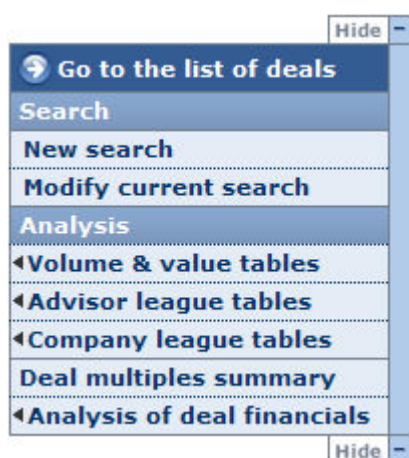 Hide
Go to the list of deals
Search
New search
Modify current search
Analysis
Volume & value tables
Advisor league tables
Company league tables
Deal multiples summary
Analysis of deal financials
Hide